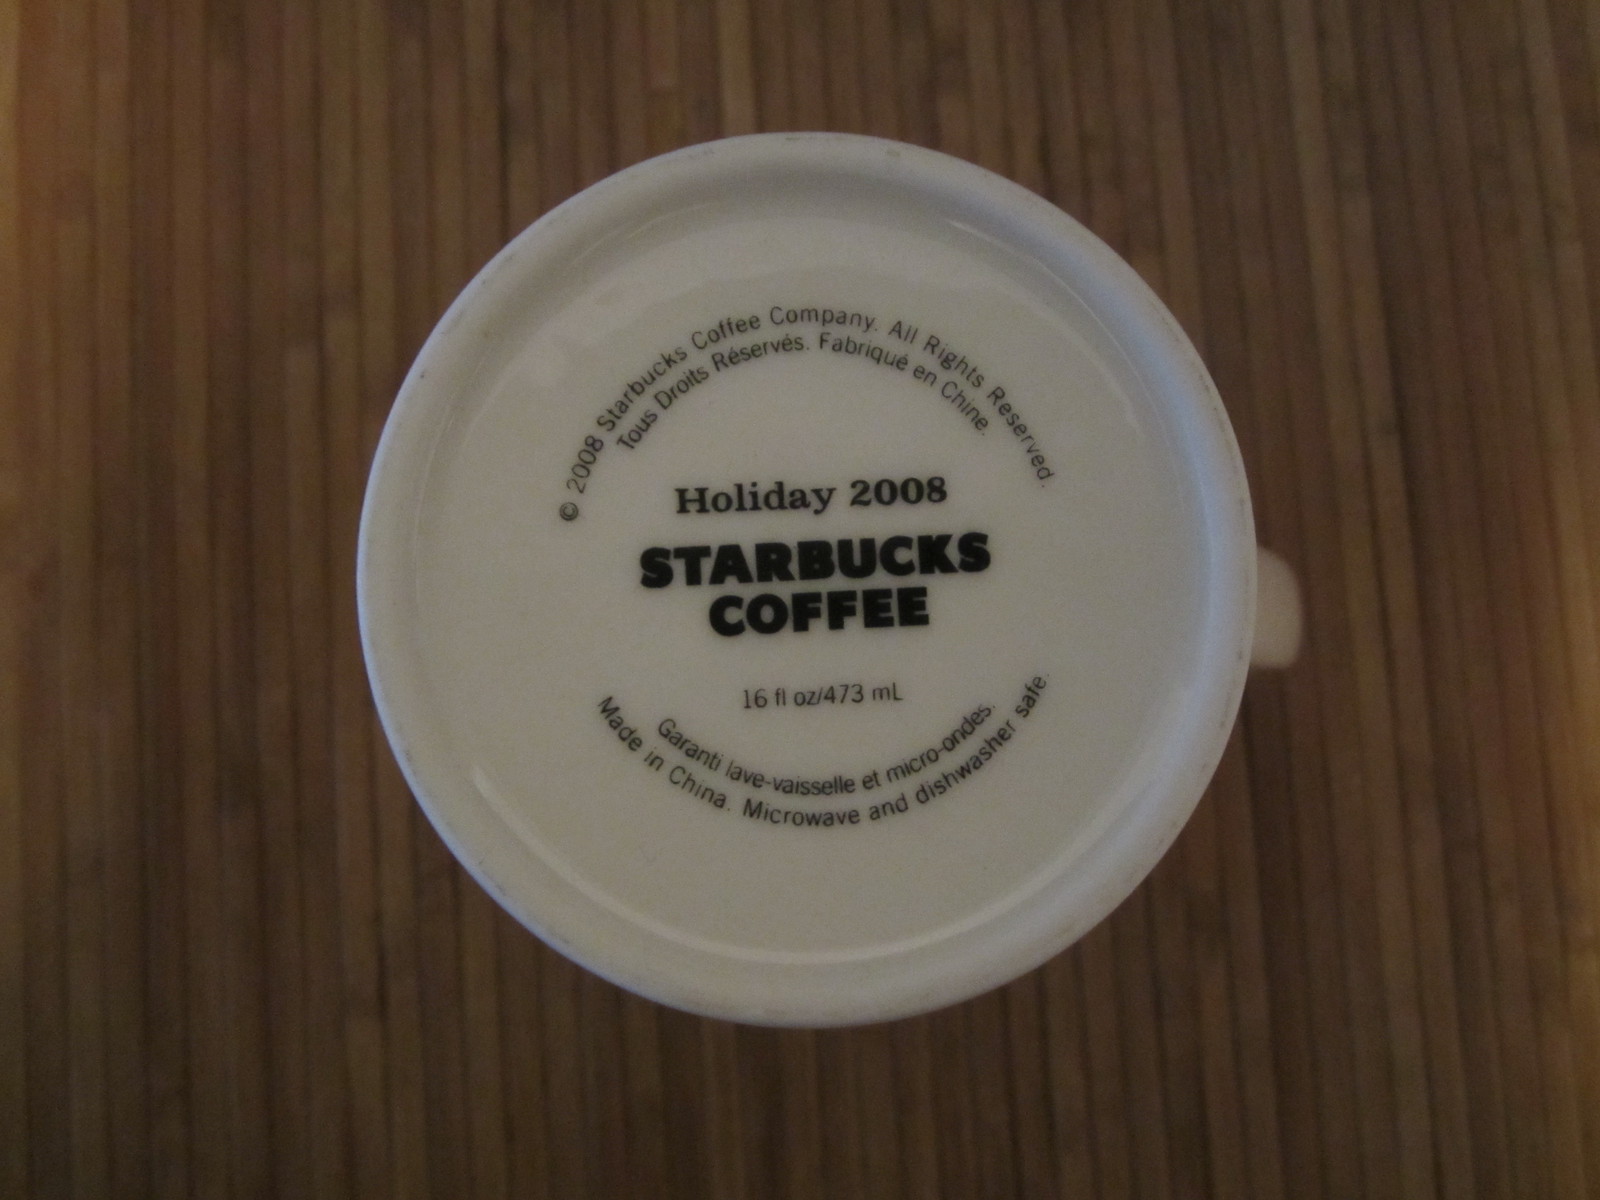 © 2008 Starbucks Coffee Company. All Rights Reserved.
Tous Droits Réservés. Fabriqué en Chine.
Holiday 2008
STARBUCKS
COFFEE
16 fl oz/473 mL
Garanti lave-vaisselle et micro-ondes.
Made in China. Microwave and dishwasher safe.